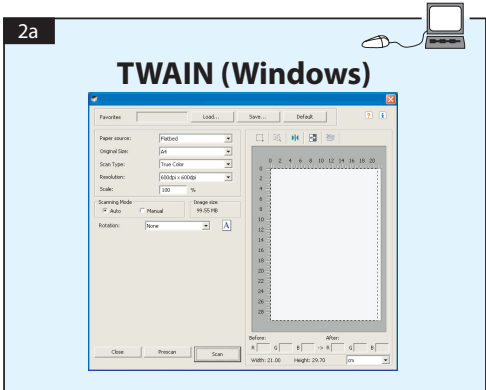 2a
TWAIN (Windows)
Favorites Load... Save... Default ? i
Paper source: Flatbed
Original Size: A4
Scan Type: True Color
Resolution: 600dpi x 600dpi
Scale: 100 %
Scanning Mode
Auto Manual
Image size
99.55 MB
Rotation: None A
0 2 4 6 8 10 12 14 16 18 20
0
2
4
6
8
10
12
14
16
18
20
22
24
26
28
Before: After:
R G B -> R G B
Width: 21.00 Height: 29.70 cm
Close Prescan Scan